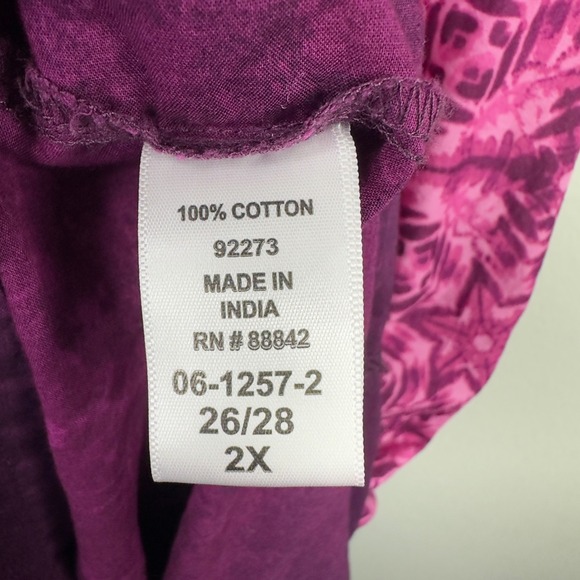 100% COTTON
92273
MADE IN
INDIA
RN # 88842
06-1257-2
26/28
2X